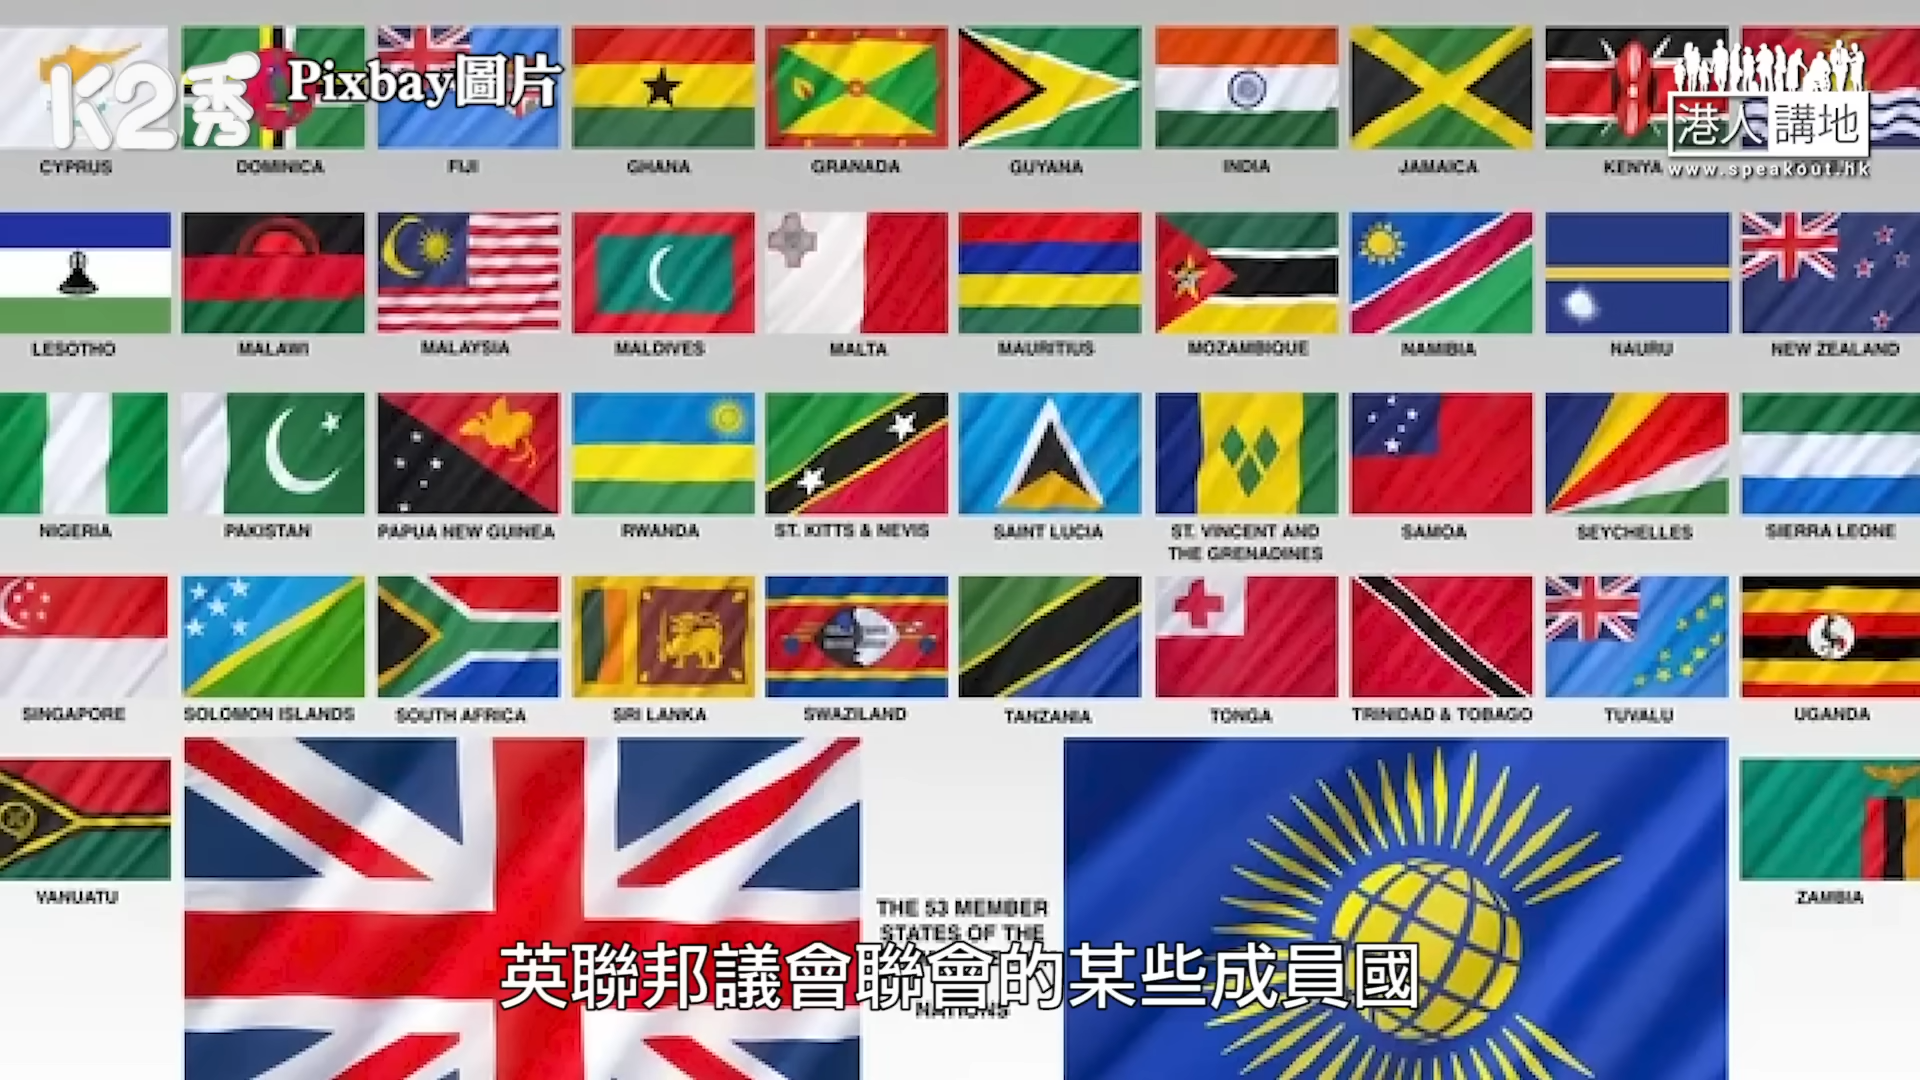 K2秀 Pixbay圖片
港人講地
www.speakout.hk
CYPRUS DOMINICA FIJI GHANA GRANADA GUYANA INDIA JAMAICA KENYA
LESOTHO MALAWI MALAYSIA MALDIVES MALTA MAURITIUS MOZAMBIQUE NAMIBIA NAURU NEW ZEALAND
NIGERIA PAKISTAN PAPUA NEW GUINEA RWANDA ST. KITTS & NEVIS SAINT LUCIA ST. VINCENT AND SAMOA SEYCHELLES SIERRA LEONE
THE GRENADINES
SINGAPORE SOLOMON ISLANDS SOUTH AFRICA SRI LANKA SWAZILAND TANZANIA TONGA TRINIDAD & TOBAGO TUVALU UGANDA
VANUATU ZAMBIA
THE 53 MEMBER
STATES OF THE
NATIONS
英聯邦議會聯會的某些成員國